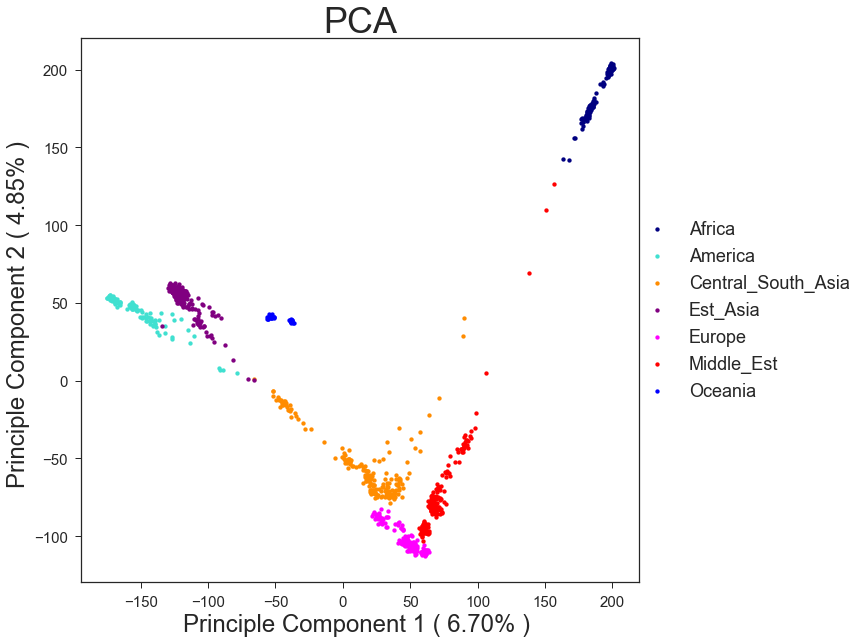 PCA
Principle Component 2 ( 4.85% )
200
150
100
50
0
−50
−100
−150
−100
−50
0
50
100
150
200
Principle Component 1 ( 6.70% )
Africa
America
Central_South_Asia
Est_Asia
Europe
Middle_Est
Oceania